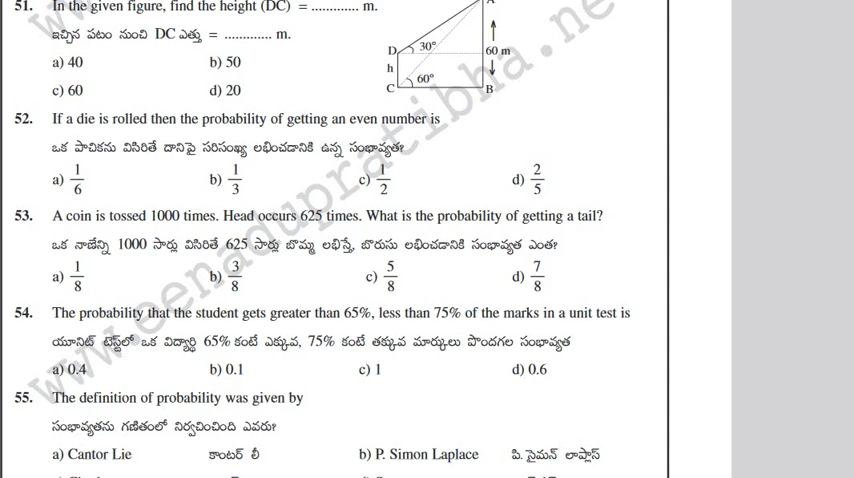 51. In the given figure, find the height (DC) = ............. m.
ఇచ్చిన పటం నుంచి DC ఎత్తు = ............. m.
a) 40 b) 50
c) 60 d) 20
A
D 30° 60 m
h
C 60° B
52. If a die is rolled then the probability of getting an even number is
ఒక పాచికను విసిరితే దానిపై సరిసంఖ్య లభించడానికి ఉన్న సంభావ్యత?
a) 1/6 b) 1/3 c) 1/2 d) 2/5
53. A coin is tossed 1000 times. Head occurs 625 times. What is the probability of getting a tail?
ఒక నాణేన్ని 1000 సార్లు విసిరితే 625 సార్లు బొమ్మ లభిస్తే, బొరుసు లభించడానికి సంభావ్యత ఎంత?
a) 1/8 b) 3/8 c) 5/8 d) 7/8
54. The probability that the student gets greater than 65%, less than 75% of the marks in a unit test is
యూనిట్ టెస్ట్‌లో ఒక విద్యార్థి 65% కంటే ఎక్కువ, 75% కంటే తక్కువ మార్కులు పొందగల సంభావ్యత
a) 0.4 b) 0.1 c) 1 d) 0.6
55. The definition of probability was given by
సంభావ్యతను గణితంలో నిర్వచించింది ఎవరు?
a) Cantor Lie కాంటర్ లీ b) P. Simon Laplace పి. సైమన్ లాప్లాస్
www.eenadupratibha.ne